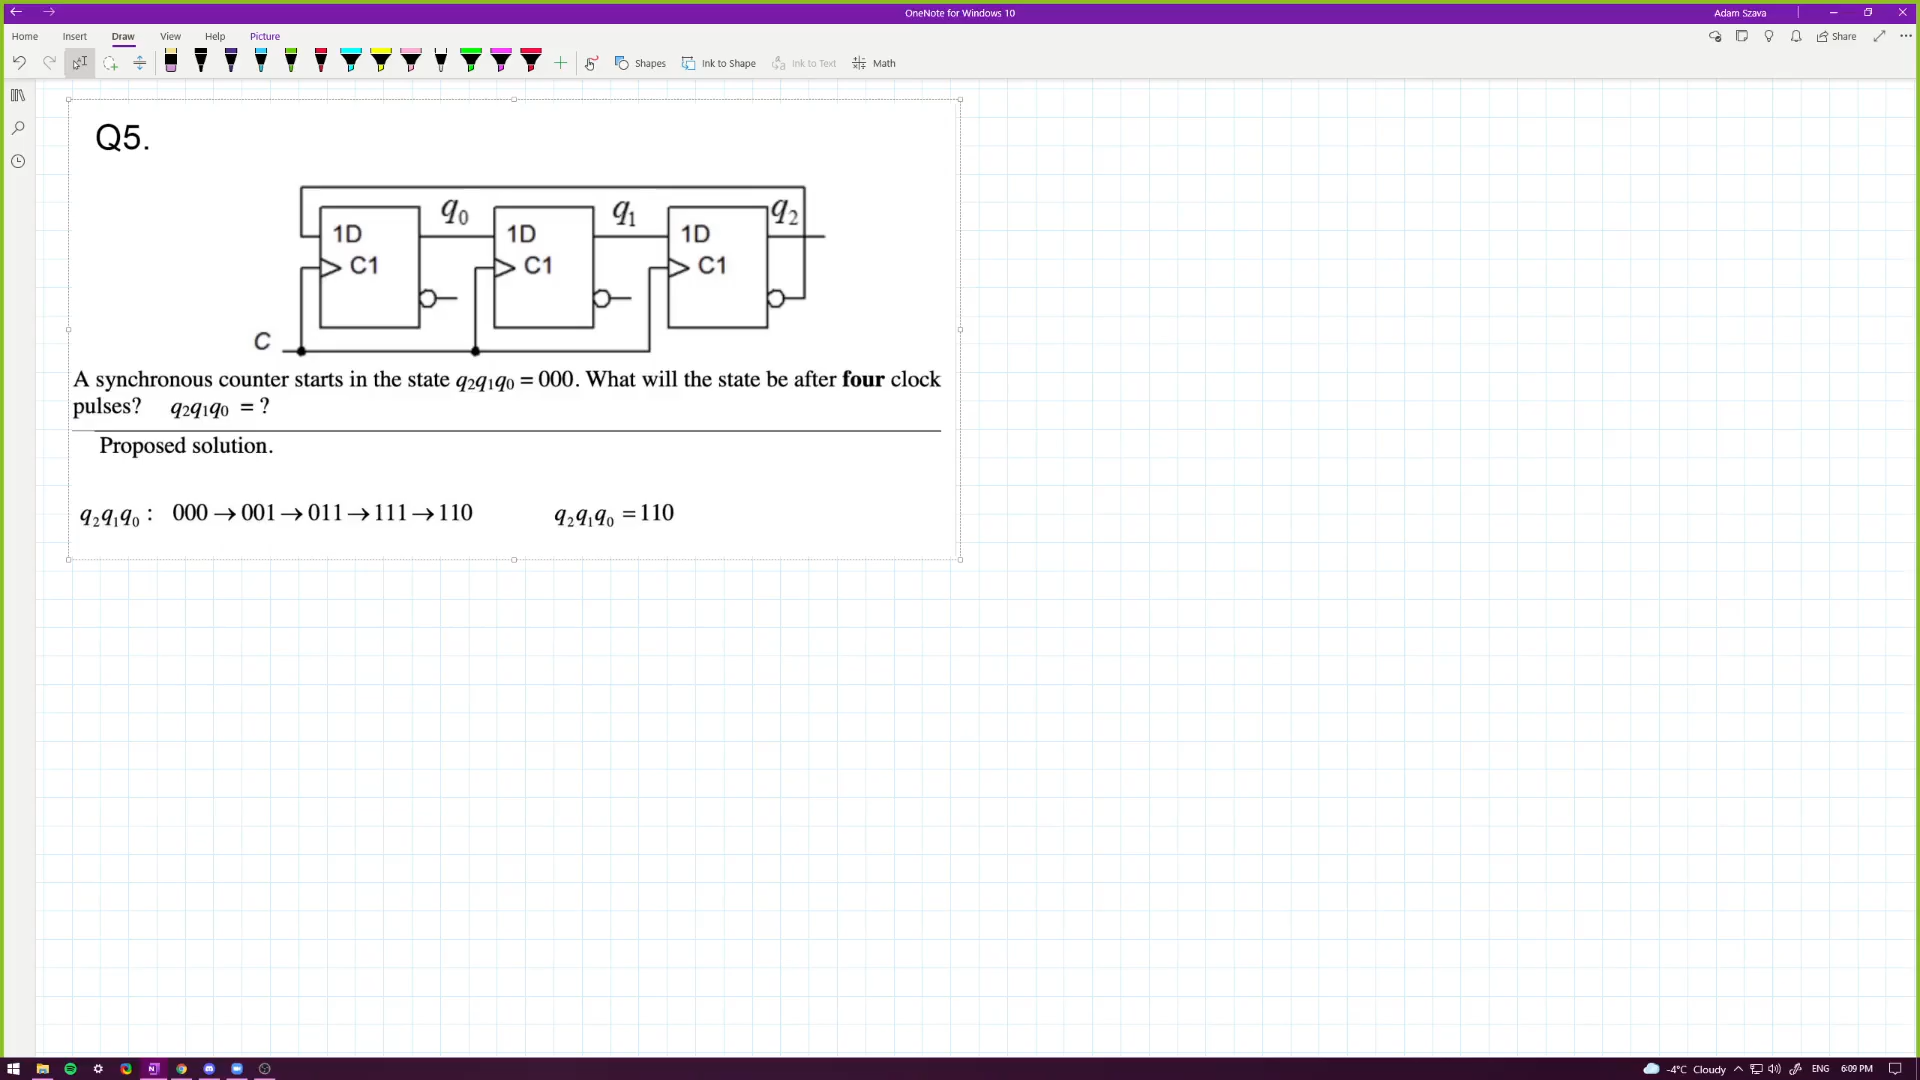 OneNote for Windows 10
Adam Szava
Home Insert Draw View Help Picture
Share
Shapes Ink to Shape Ink to Text Math
Q5.
q0 q1 q2
1D 1D 1D
C1 C1 C1
C
A synchronous counter starts in the state q2q1q0 = 000. What will the state be after four clock
pulses? q2q1q0 = ?
Proposed solution.
q2q1q0 : 000 → 001 → 011 → 111 → 110 q2q1q0 = 110
-4°C Cloudy ENG 6:09 PM